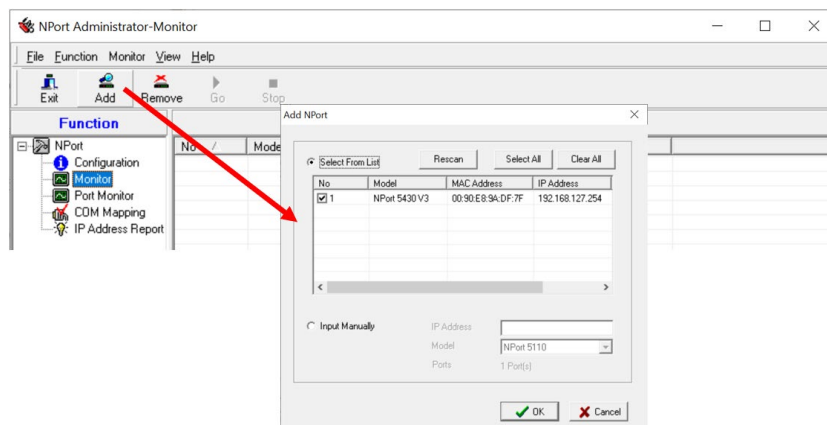 NPort Administrator-Monitor
File Function Monitor View Help
Exit Add Remove Go Stop
Function
NPort
Configuration
Monitor
Port Monitor
COM Mapping
IP Address Report
No / Mode
Add NPort
Select From List Rescan Select All Clear All
No Model MAC Address IP Address
1 NPort 5430 V3 00:90:E8:9A:DF:7F 192.168.127.254
Input Manually IP Address
Model NPort 5110
Ports 1 Port(s)
OK Cancel